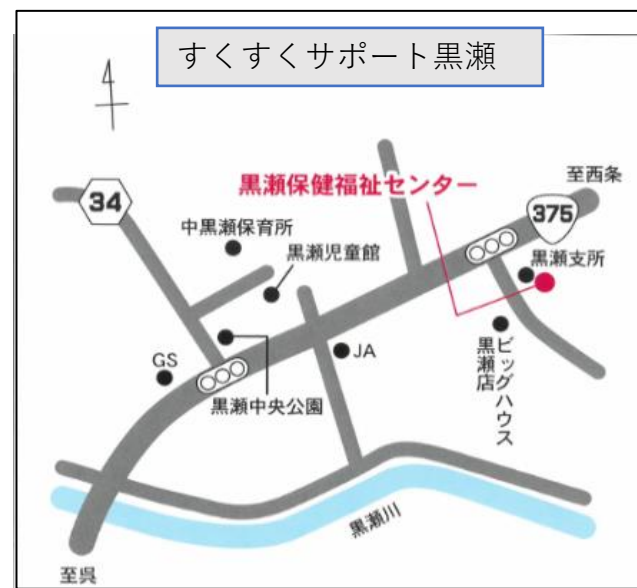 すくすくサポート黒瀬
至西条
黒瀬保健福祉センター
34
375
中黒瀬保育所
黒瀬児童館
黒瀬支所
GS
JA
ビッグハウス
黒瀬店
黒瀬中央公園
黒瀬川
至呉